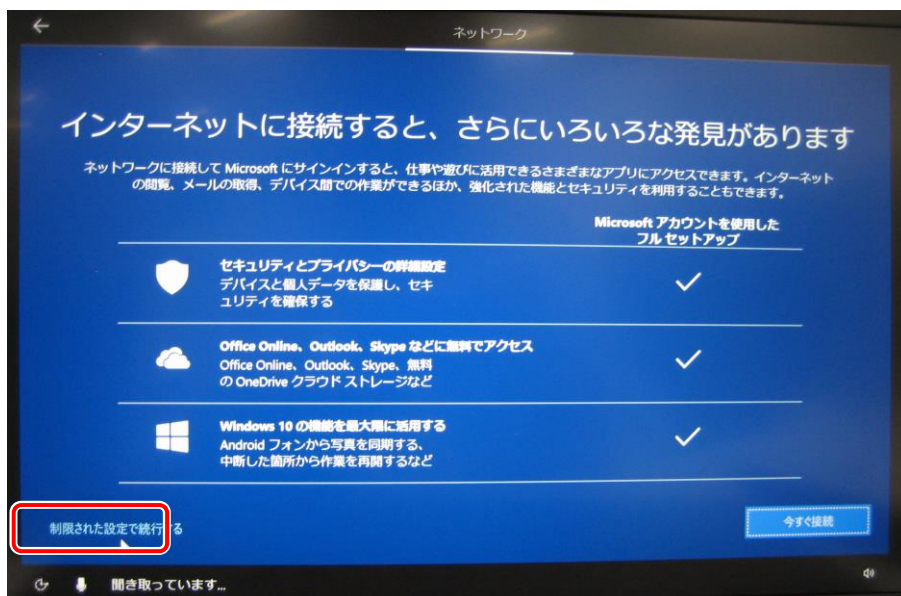 ネットワーク
インターネットに接続すると、さらにいろいろな発見があります
ネットワークに接続して Microsoft にサインインすると、仕事や遊びに活用できるさまざまなアプリにアクセスできます。インターネット
の閲覧、メールの取得、デバイス間での作業ができるほか、強化された機能とセキュリティを利用することもできます。
Microsoft アカウントを使用した
フル セットアップ
セキュリティとプライバシーの詳細設定
デバイスと個人データを保護し、セキ
ュリティを確保する
Office Online、Outlook、Skype などに無料でアクセス
Office Online、Outlook、Skype、無料
の OneDrive クラウド ストレージなど
Windows 10 の機能を最大限に活用する
Android フォンから写真を同期する、
中断した箇所から作業を再開するなど
制限された設定で続行する
今すぐ接続
聞き取っています...